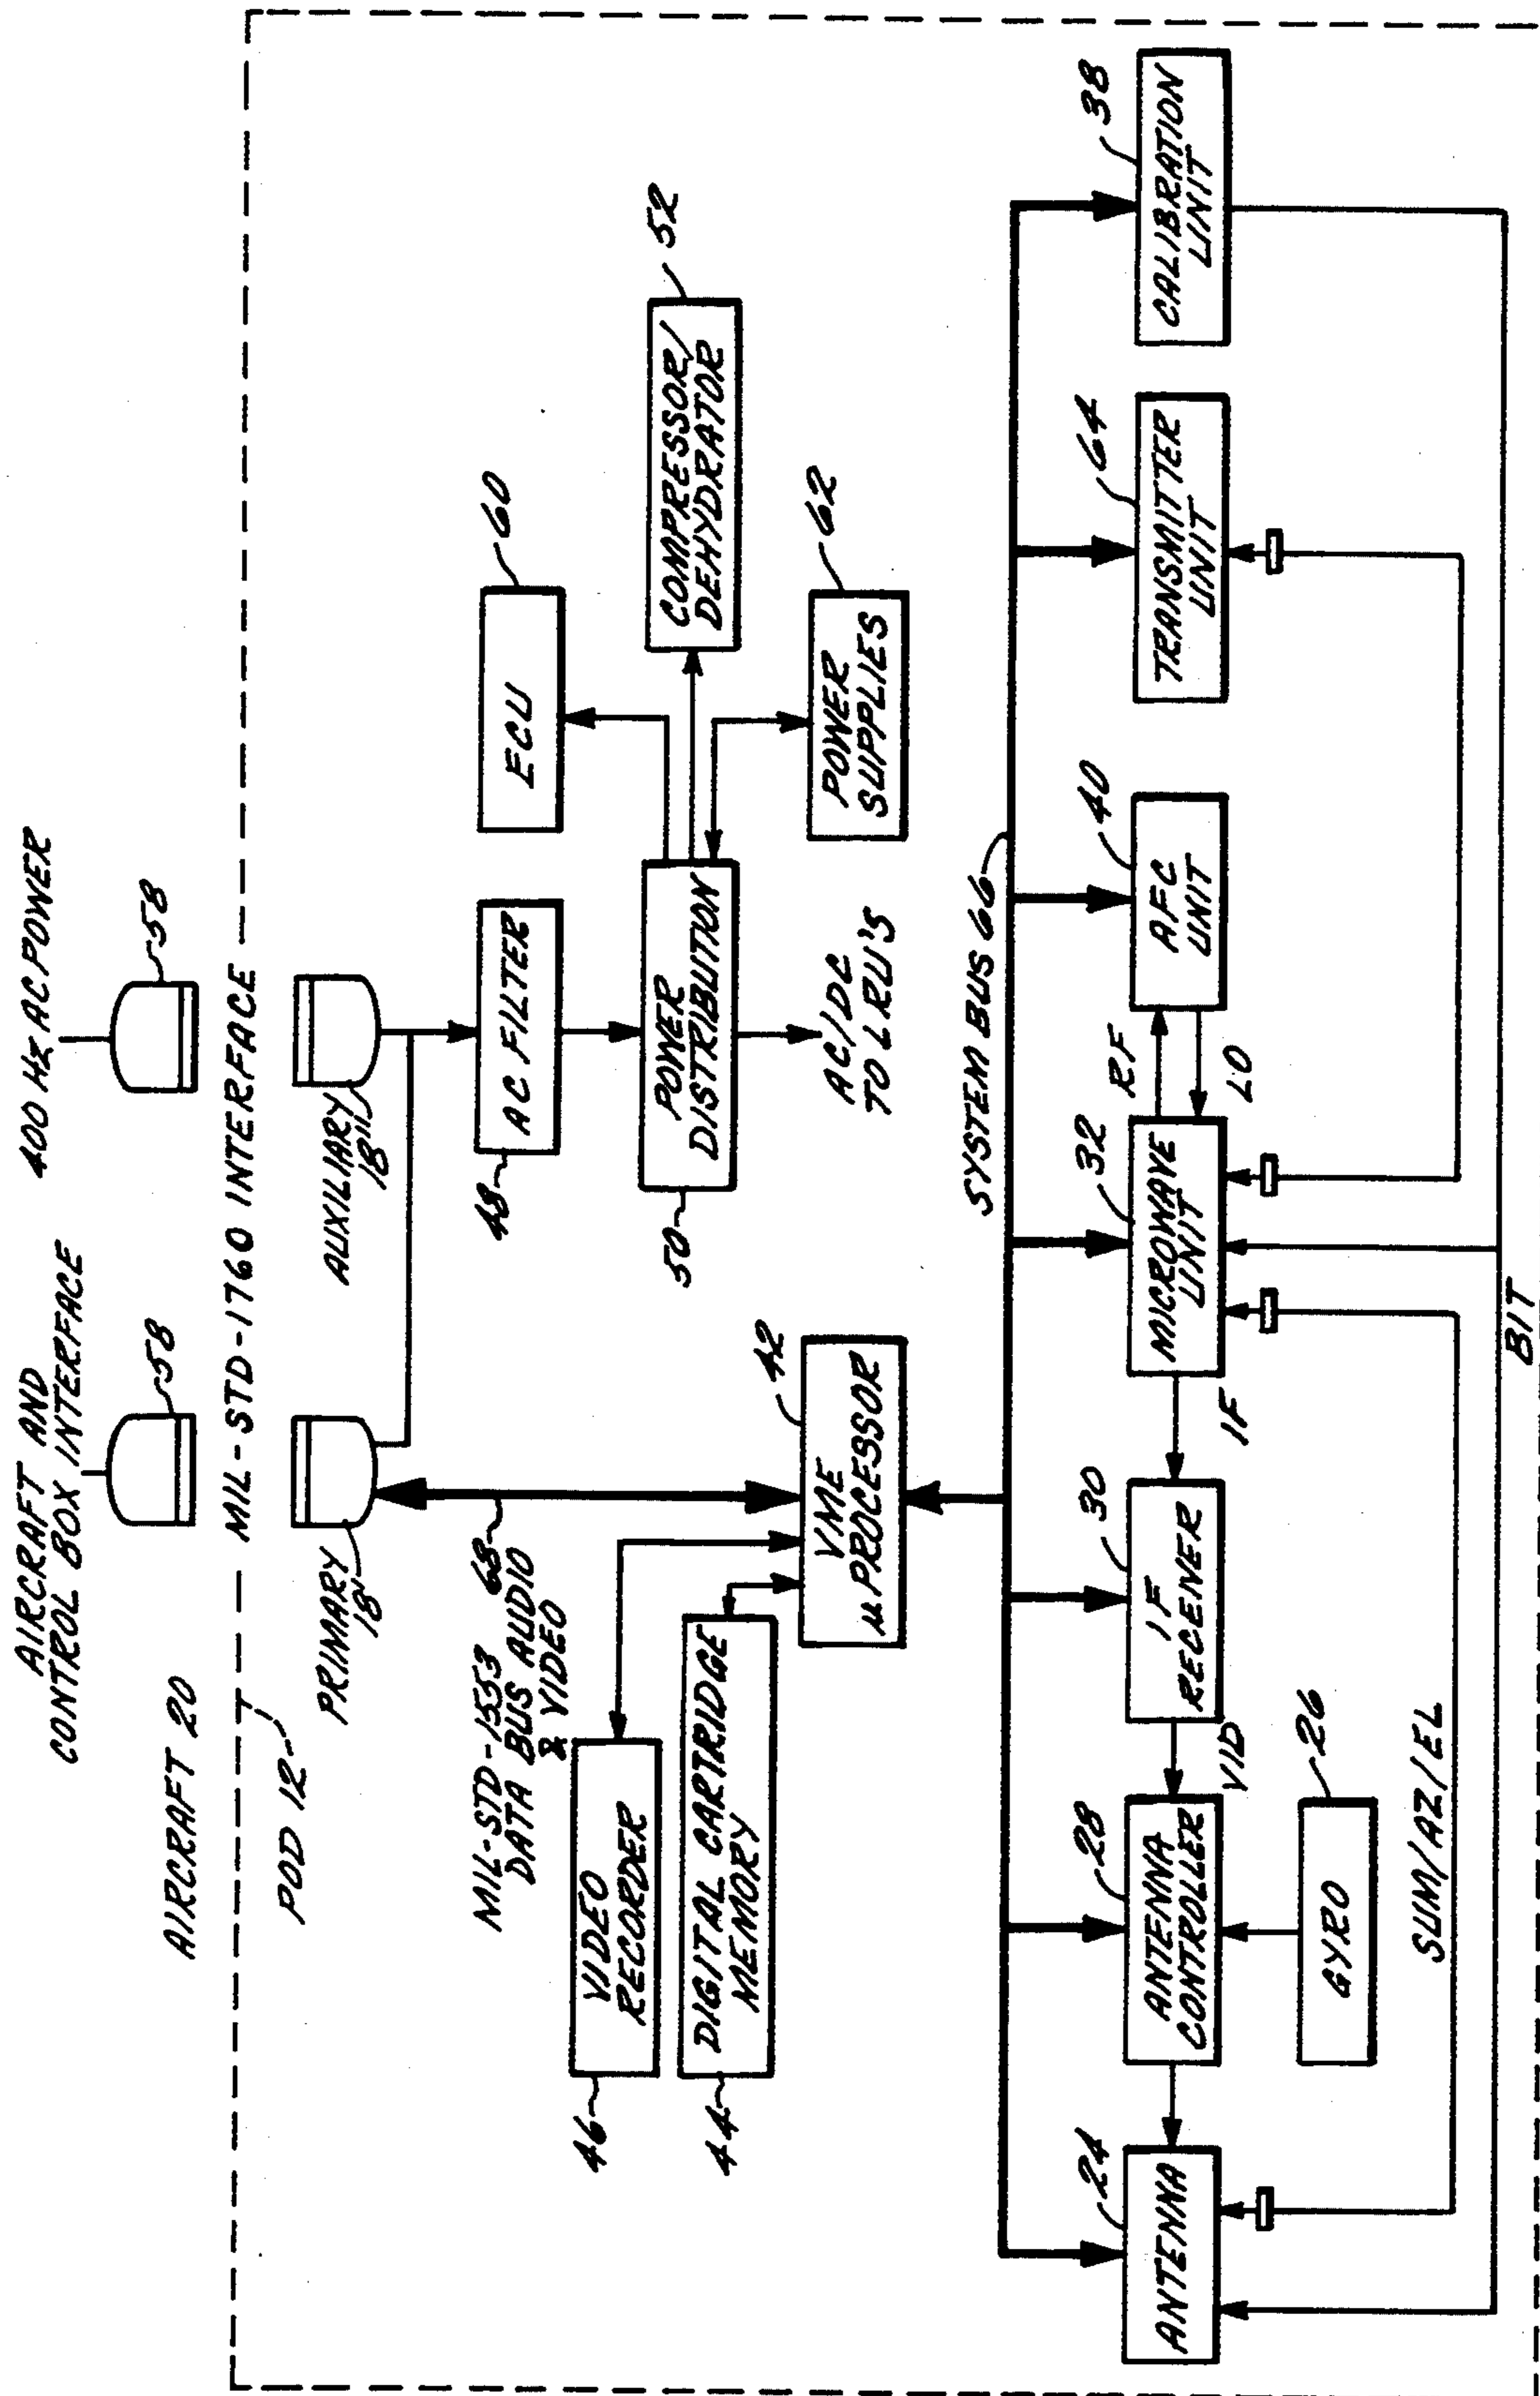 AIRCRAFT AND
CONTROL BOX INTERFACE
400 Hz AC POWER
58
58
AIRCRAFT 20
MIL-STD-1760 INTERFACE
POD 12
PRIMARY
18'
AUXILIARY
18"
MIL-STD-1553 68
DATA BUS AUDIO
& VIDEO
48
AC FILTER
ECU
60
VIDEO
RECORDER
46
50
POWER
DISTRIBUTION
COMPRESSOR/
DEHYDRATOR
52
DIGITAL CARTRIDGE
MEMORY
44
VME
μPROCESSOR
42
AC/DC
TO LRU'S
POWER
SUPPLIES
62
SYSTEM BUS 66
24
ANTENNA
28
ANTENNA
CONTROLLER
VID
30
IF
RECEIVER
IF
32
MICROWAVE
UNIT
RF
LO
40
AFC
UNIT
64
TRANSMITTER
UNIT
38
CALIBRATION
UNIT
GYRO
26
SUM/AZ/EL
BIT